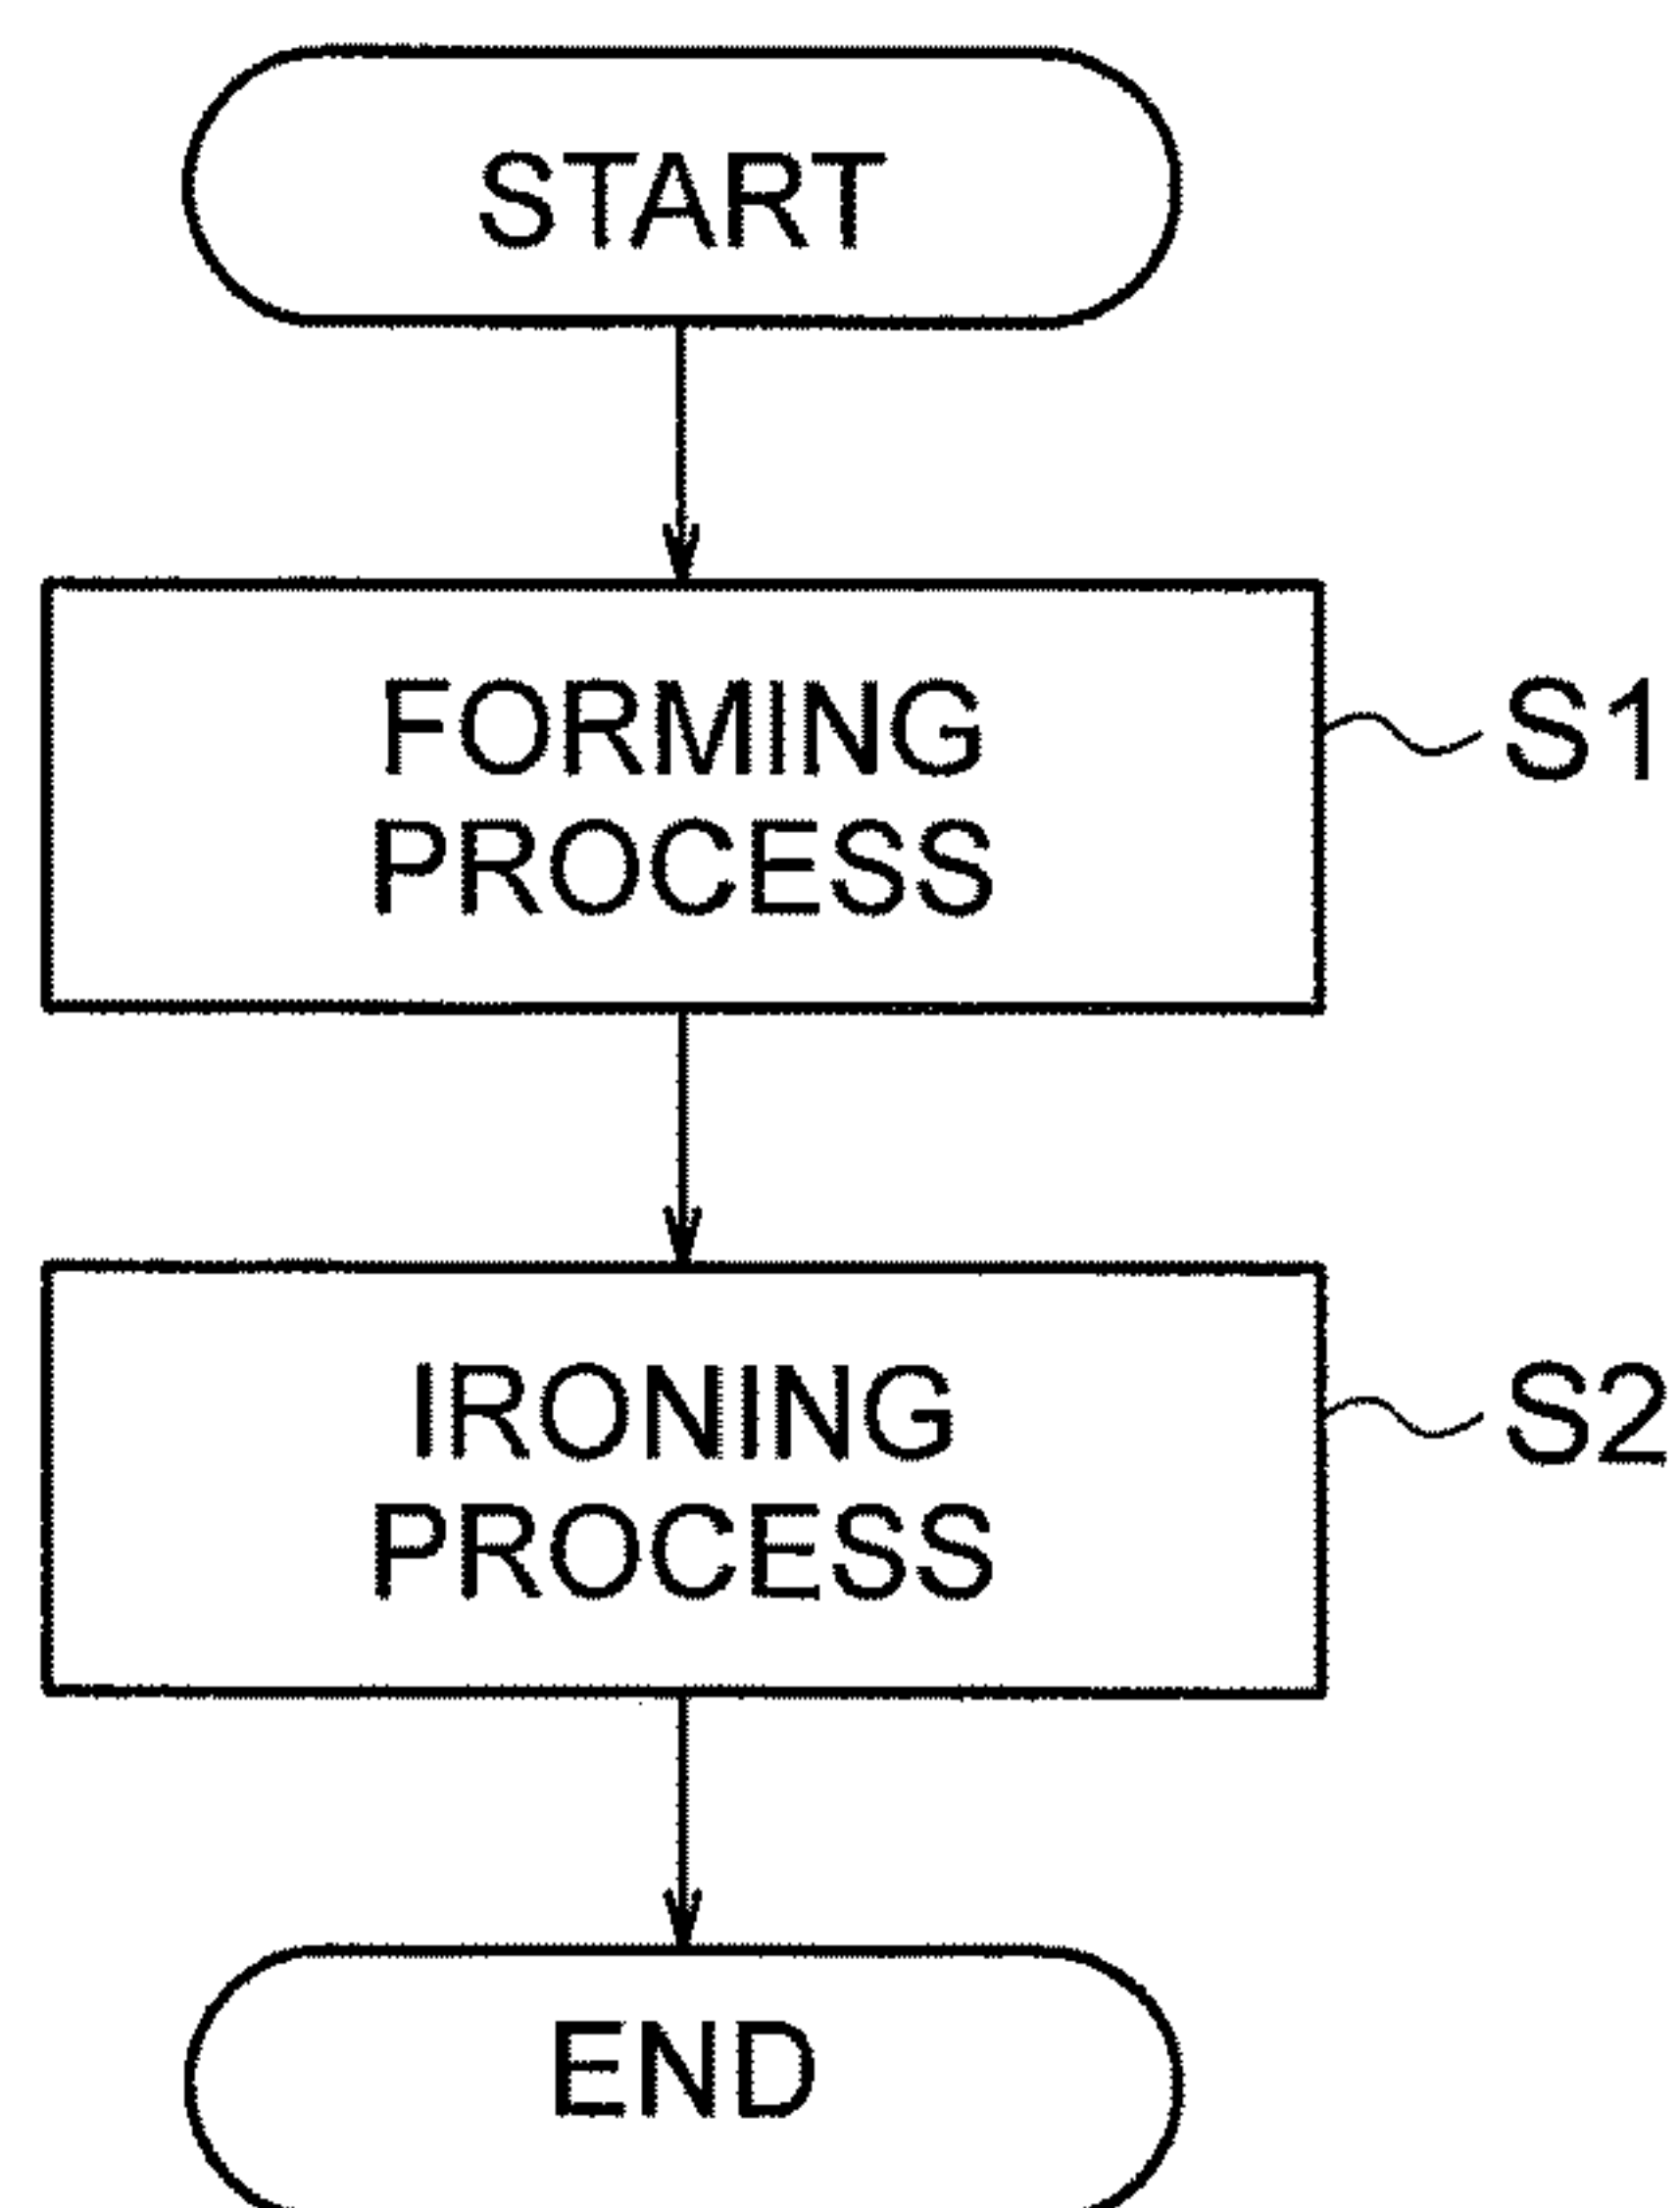 START
FORMING
PROCESS
S1
IRONING
PROCESS
S2
END